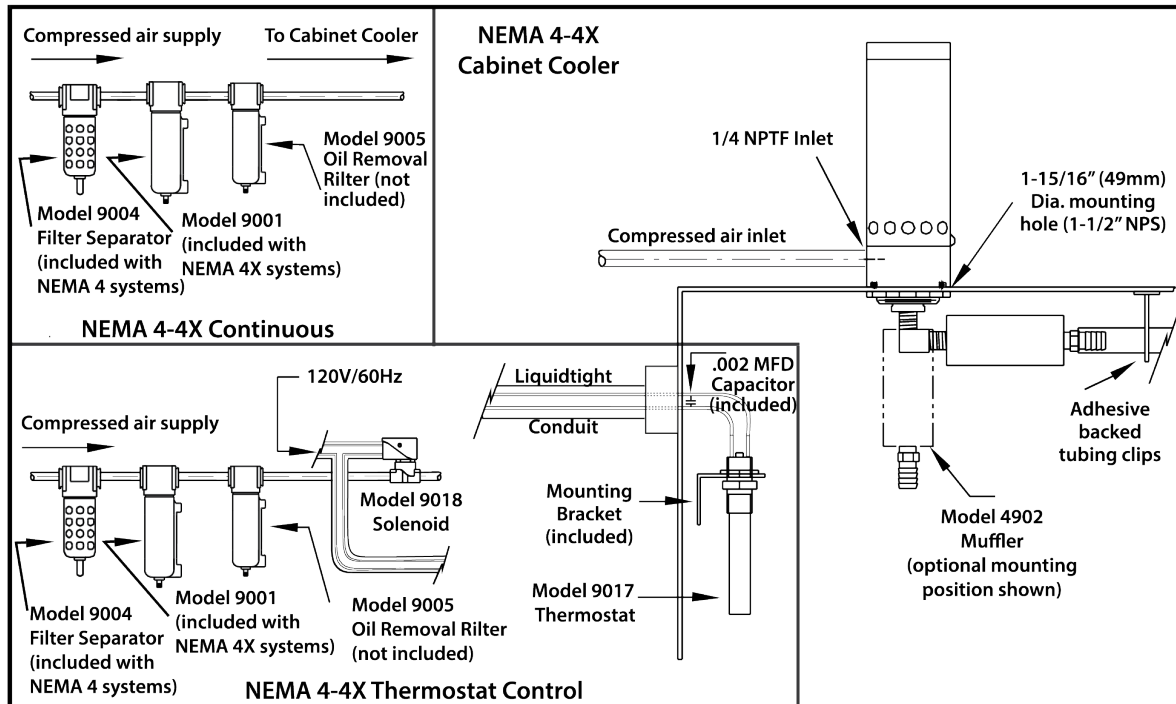 Compressed air supply
To Cabinet Cooler
Model 9005
Oil Removal
Rilter (not
included)
Model 9004
Filter Separator
(included with
NEMA 4 systems)
Model 9001
(included with
NEMA 4X systems)
NEMA 4-4X Continuous
NEMA 4-4X
Cabinet Cooler
1/4 NPTF Inlet
1-15/16” (49mm)
Dia. mounting
hole (1-1/2” NPS)
Compressed air inlet
Adhesive
backed
tubing clips
Model 4902
Muffler
(optional mounting
position shown)
120V/60Hz
Compressed air supply
Model 9018
Solenoid
Liquidtight
Conduit
.002 MFD
Capacitor
(included)
Mounting
Bracket
(included)
Model 9017
Thermostat
Model 9004
Filter Separator
(included with
NEMA 4 systems)
Model 9001
(included with
NEMA 4X systems)
Model 9005
Oil Removal Rilter
(not included)
NEMA 4-4X Thermostat Control